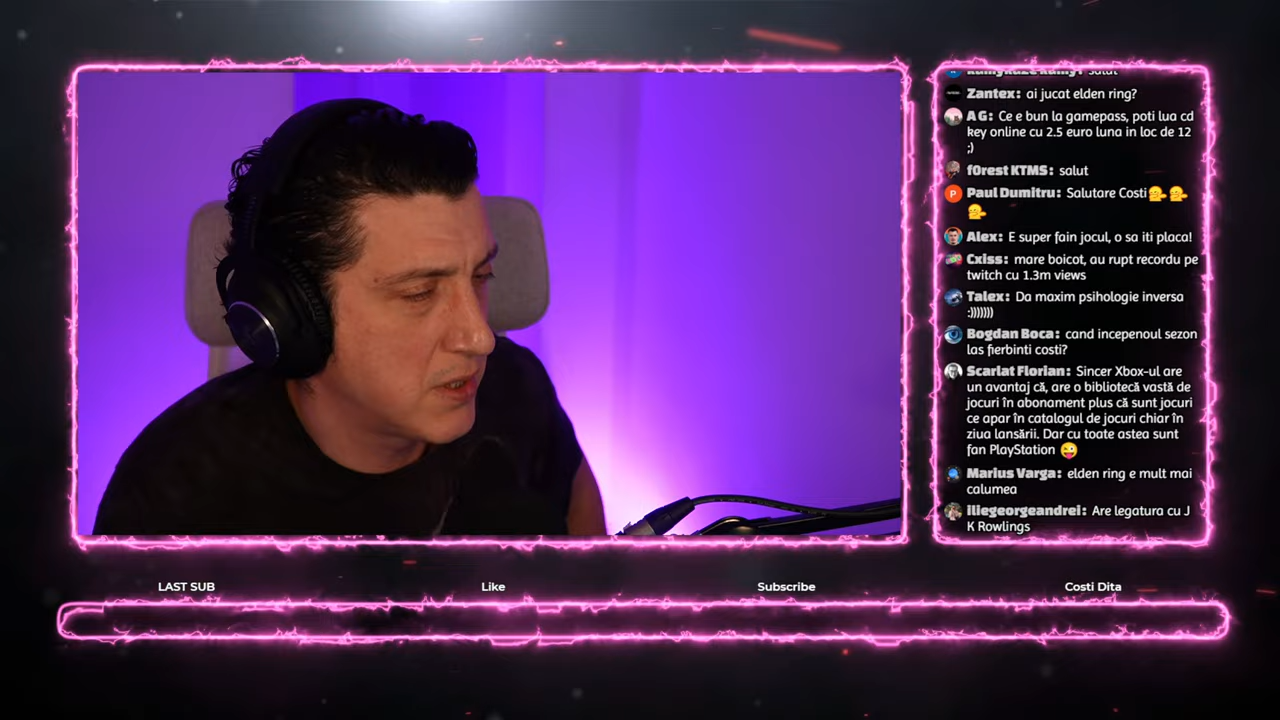 Zantex: ai jucat elden ring?
A G: Ce e bun la gamepass, poti lua cd
key online cu 2.5 euro luna in loc de 12
;)
f0rest KTMS: salut
Paul Dumitru: Salutare Costi
Alex: E super fain jocul, o sa iti placa!
Cxiss: mare boicot, au rupt recordu pe
twitch cu 1.3m views
Talex: Da maxim psihologie inversa
:)))))))
Bogdan Boca: cand incepenoul sezon
las fierbinti costi?
Scarlat Florian: Sincer Xbox-ul are
un avantaj că, are o bibliotecă vastă de
jocuri în abonament plus că sunt jocuri
ce apar în catalogul de jocuri chiar în
ziua lansării. Dar cu toate astea sunt
fan PlayStation
Marius Varga: elden ring e mult mai
calumea
iliegeorgeandrei: Are legatura cu J
K Rowlings
LAST SUB
Like
Subscribe
Costi Dita